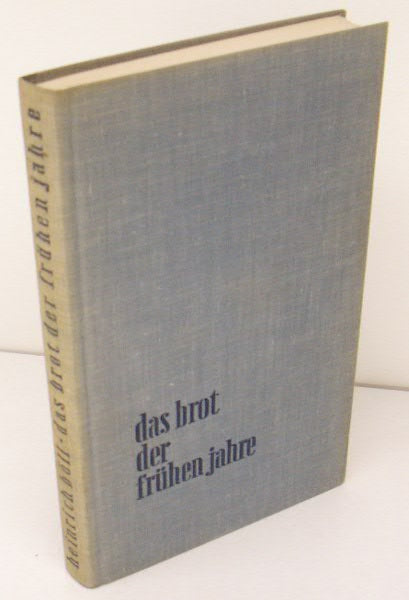 heinrich böll · das brot der frühen jahre
das brot
der
frühen jahre